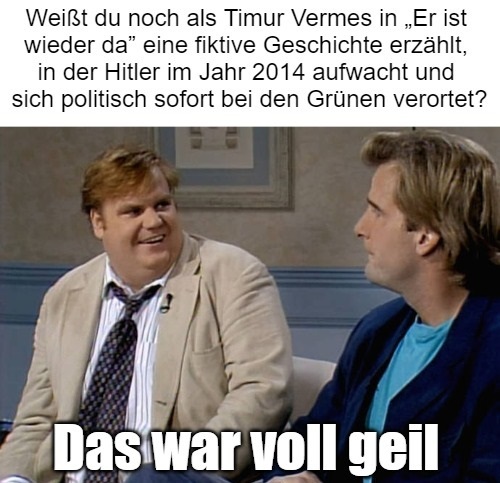 Weißt du noch als Timur Vermes in „Er ist
wieder da” eine fiktive Geschichte erzählt,
in der Hitler im Jahr 2014 aufwacht und
sich politisch sofort bei den Grünen verortet?
Das war voll geil